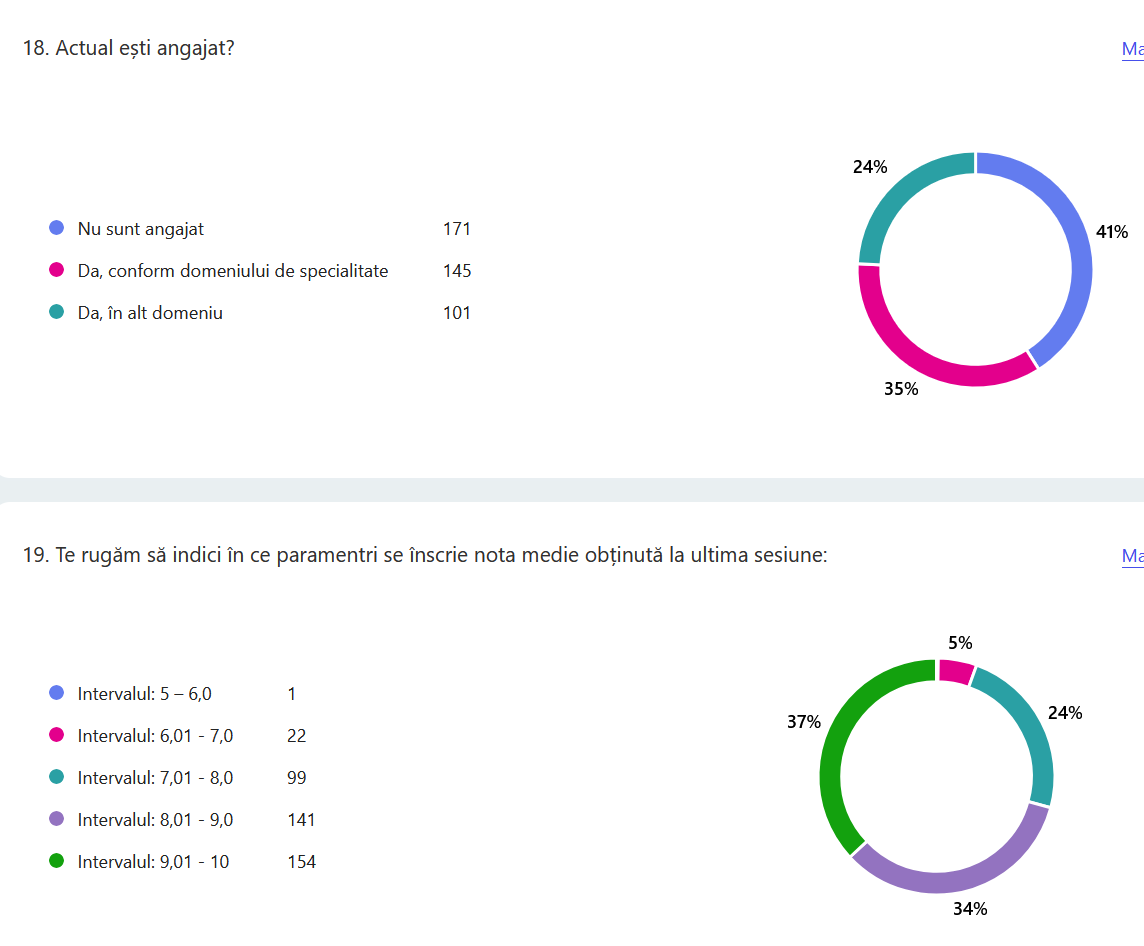 18. Actual ești angajat?
Ma
Nu sunt angajat 171
Da, conform domeniului de specialitate 145
Da, în alt domeniu 101
24%
41%
35%
19. Te rugăm să indici în ce paramentri se înscrie nota medie obținută la ultima sesiune:
Ma
Intervalul: 5 – 6,0 1
Intervalul: 6,01 - 7,0 22
Intervalul: 7,01 - 8,0 99
Intervalul: 8,01 - 9,0 141
Intervalul: 9,01 - 10 154
5%
24%
37%
34%